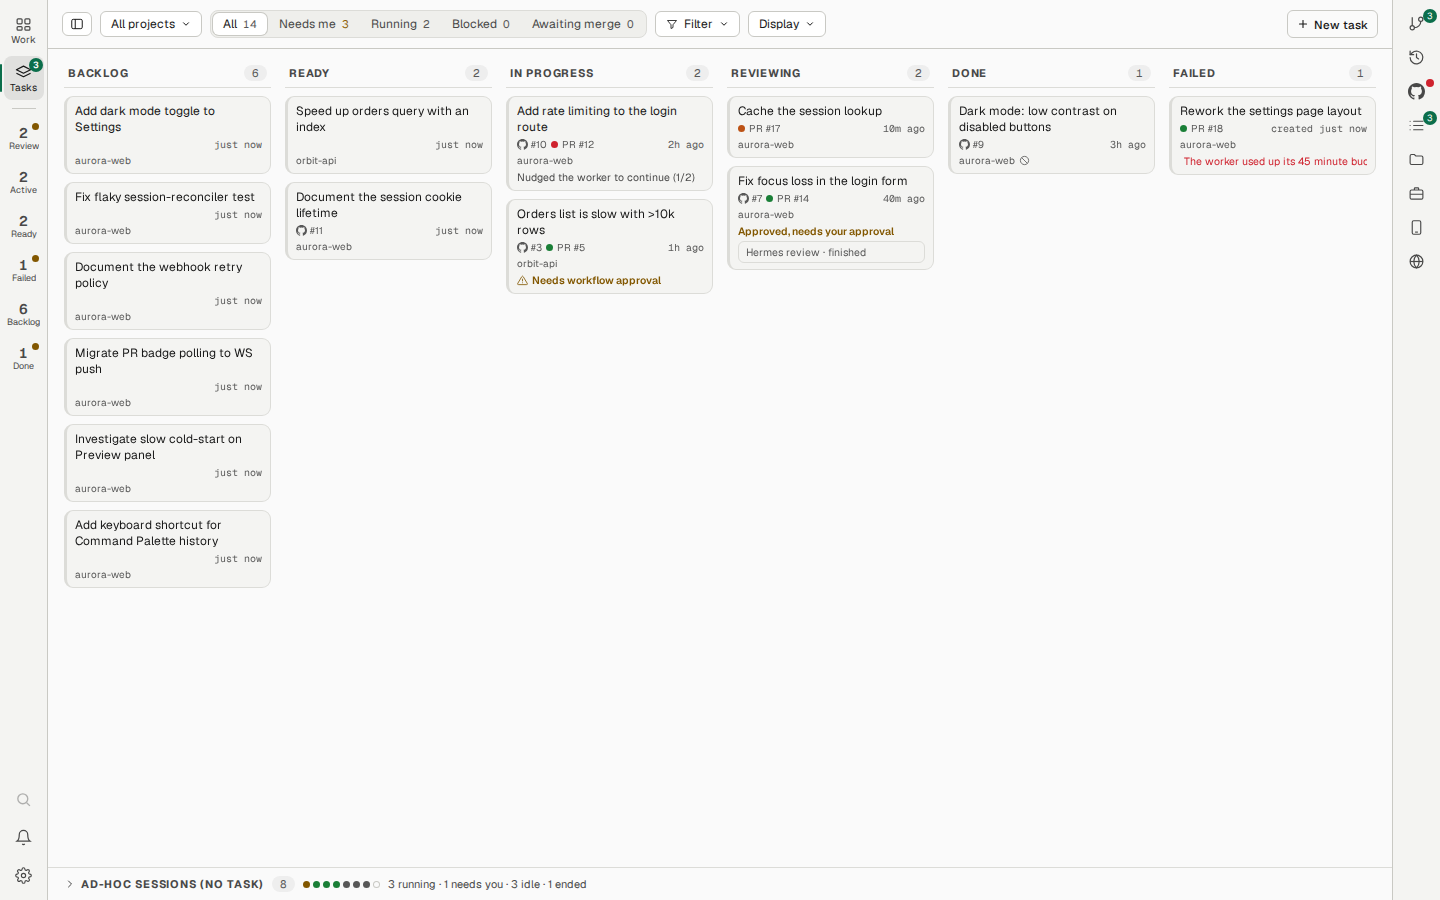 Work
3
Tasks
2
Review
2
Active
2
Ready
1
Failed
6
Backlog
1
Done
All projects
All 14
Needs me 3
Running 2
Blocked 0
Awaiting merge 0
Filter
Display
New task
BACKLOG 6
Add dark mode toggle to
Settings
just now
aurora-web
Fix flaky session-reconciler test
just now
aurora-web
Document the webhook retry
policy
just now
aurora-web
Migrate PR badge polling to WS
push
just now
aurora-web
Investigate slow cold-start on
Preview panel
just now
aurora-web
Add keyboard shortcut for
Command Palette history
just now
aurora-web
READY 2
Speed up orders query with an
index
just now
orbit-api
Document the session cookie
lifetime
#11 just now
aurora-web
IN PROGRESS 2
Add rate limiting to the login
route
#10 PR #12 2h ago
aurora-web
Nudged the worker to continue (1/2)
Orders list is slow with >10k
rows
#3 PR #5 1h ago
orbit-api
Needs workflow approval
REVIEWING 2
Cache the session lookup
PR #17 10m ago
aurora-web
Fix focus loss in the login form
#7 PR #14 40m ago
aurora-web
Approved, needs your approval
Hermes review · finished
DONE 1
Dark mode: low contrast on
disabled buttons
#9 3h ago
aurora-web
FAILED 1
Rework the settings page layout
PR #18 created just now
aurora-web
The worker used up its 45 minute buc
3
3
AD-HOC SESSIONS (NO TASK) 8 3 running · 1 needs you · 3 idle · 1 ended